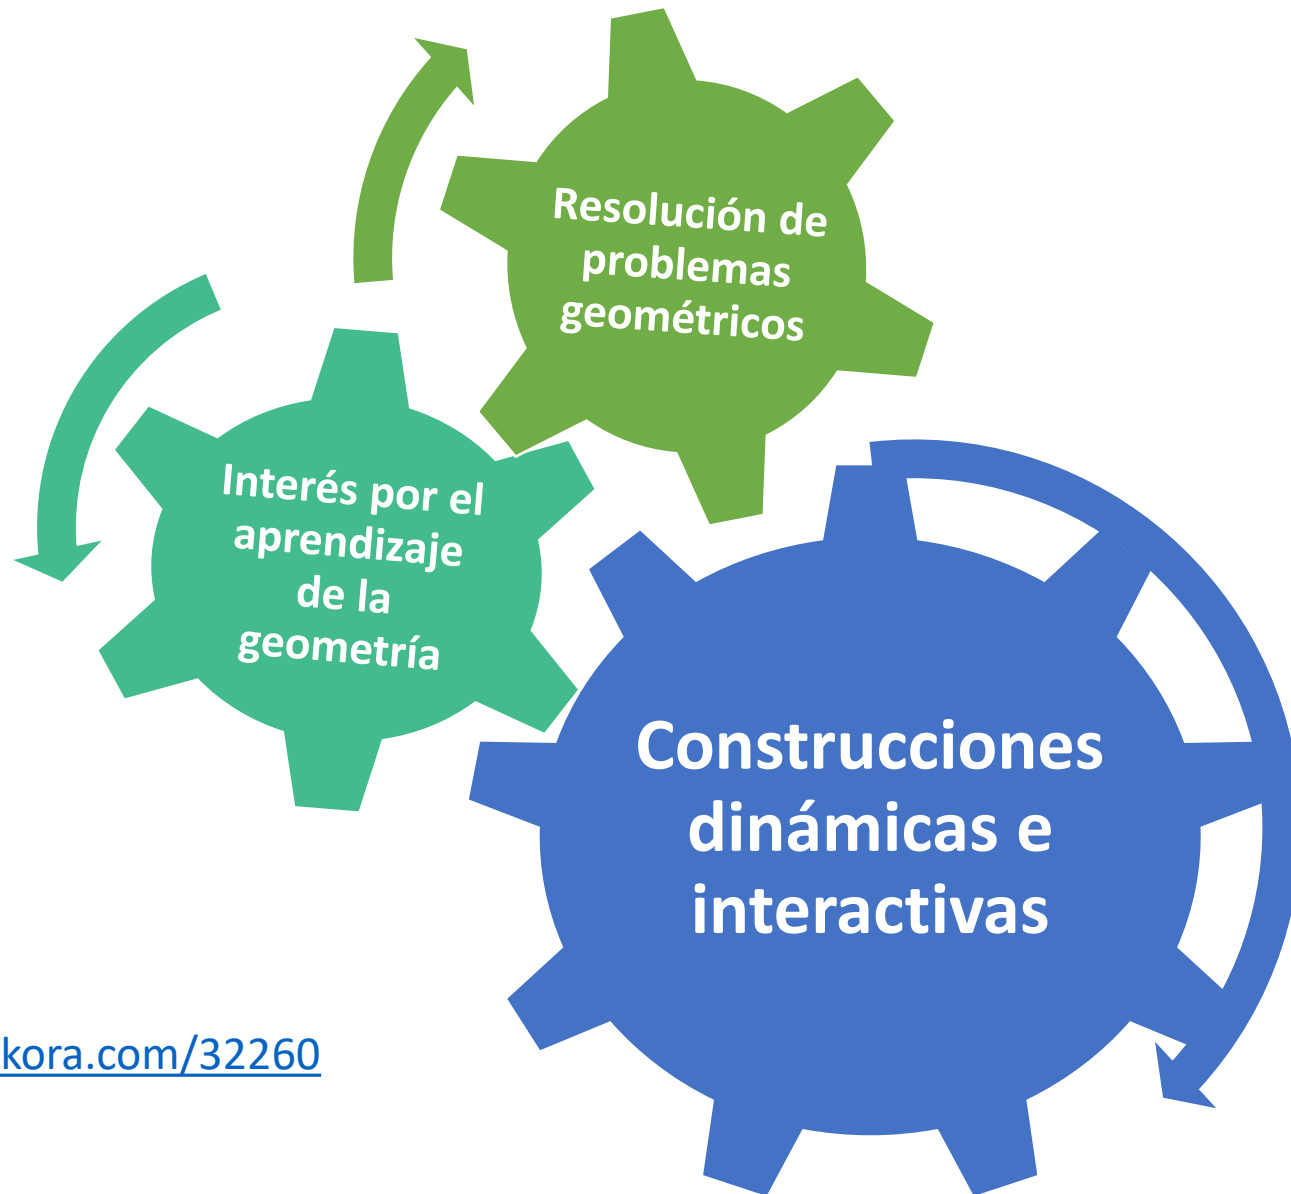 Resolución de
problemas
geométricos
Interés por el
aprendizaje
de la
geometría
Construcciones
dinámicas e
interactivas
kora.com/32260